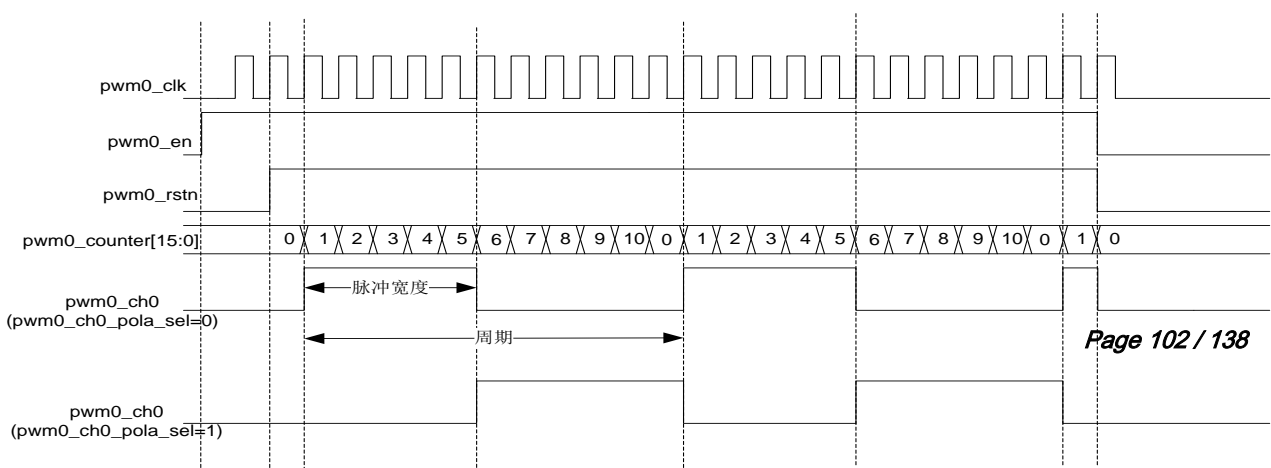 pwm0_clk
pwm0_en
pwm0_rstn
pwm0_counter[15:0] 0 1 2 3 4 5 6 7 8 9 10 0 1 2 3 4 5 6 7 8 9 10 0 1 0
pwm0_ch0
(pwm0_ch0_pola_sel=0)
脉冲宽度
周期
Page 102 / 138
pwm0_ch0
(pwm0_ch0_pola_sel=1)